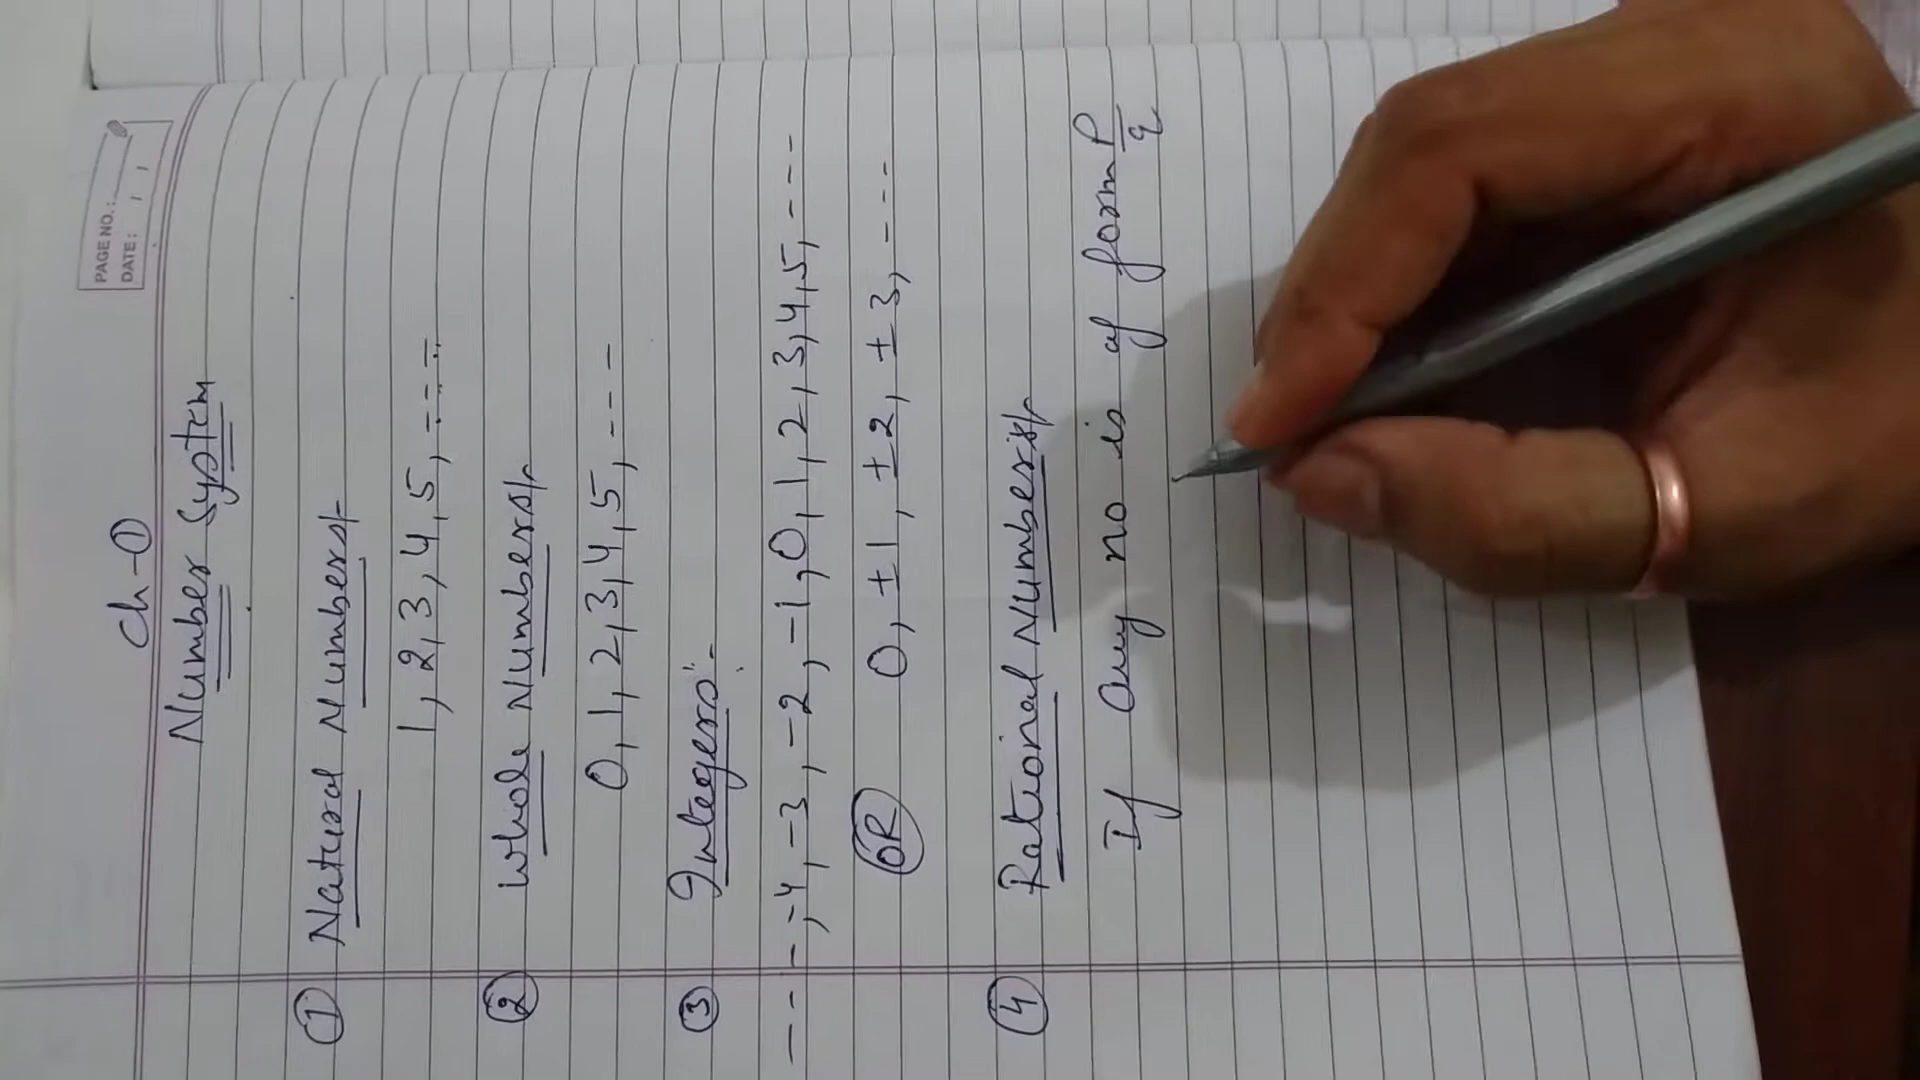 PAGE NO.:
DATE: / /
Ch-①
Number System
① Natural Numbers:-
1, 2, 3, 4, 5, ----
② Whole Numbers:-
0, 1, 2, 3, 4, 5, ---
③ Integers:-
----, -4, -3, -2, -1, 0, 1, 2, 3, 4, 5, ---
OR 0, ±1, ±2, ±3, ---
④ Rational Numbers:-
If any no is of form P/q